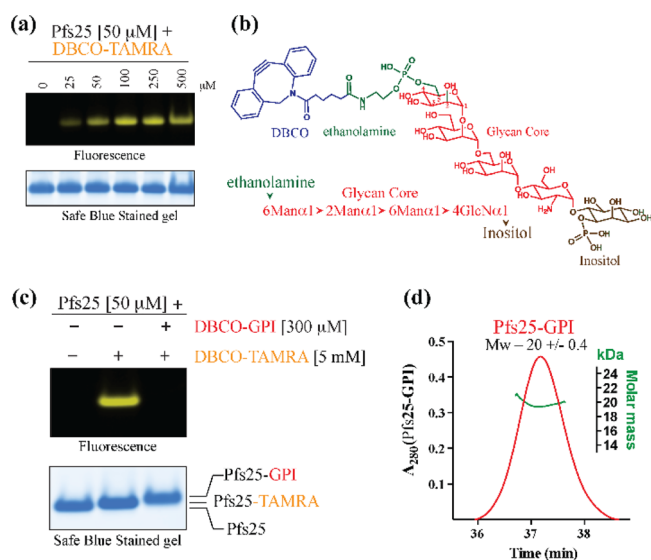 (a)
Pfs25 [50 μM] +
DBCO-TAMRA
0 25 50 100 250 500 μM
Fluorescence
Safe Blue Stained gel
(b)
DBCO
ethanolamine
Glycan Core
ethanolamine
Glycan Core
6Manα1➤2Manα1➤6Manα1➤4GlcNα1
Inositol
Inositol
(c)
Pfs25 [50 μM] +
− − + DBCO-GPI [300 μM]
− + + DBCO-TAMRA [5 mM]
Fluorescence
Pfs25-GPI
Pfs25-TAMRA
Pfs25
Safe Blue Stained gel
(d)
Pfs25-GPI
Mw – 20 +/- 0.4
kDa
0.5
0.4
0.3
0.2
0.1
A280(Pfs25-GPI)
24
22
20
18
16
14
Molar mass
36 37 38
Time (min)